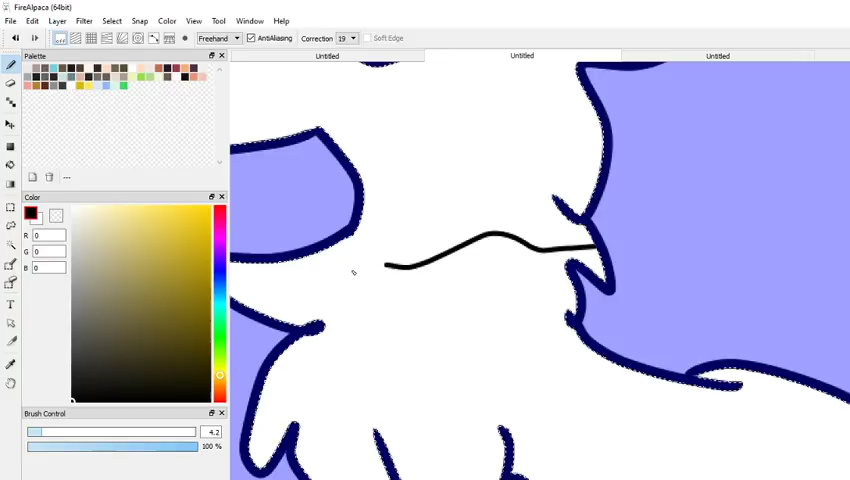 FireAlpaca (64bit)
File Edit Layer Filter Select Snap Color View Tool Window Help
off Freehand AntiAliasing Correction 19 Soft Edge
Palette
Untitled Untitled Untitled
---
Color
R 0
G 0
B 0
T
Brush Control
4.2
100 %